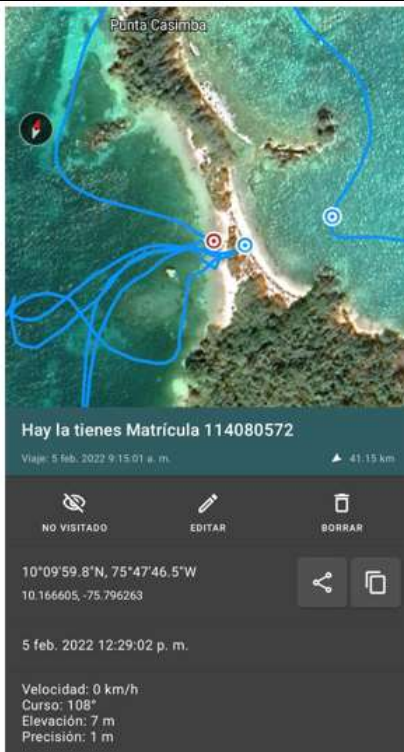 Punta Casimba
Hay la tienes Matrícula 114080572
Viaje: 5 feb. 2022 9:15:01 a. m. 41.15 km
NO VISITADO EDITAR BORRAR
10°09'59.8"N, 75°47'46.5"W
10.166605, -75.796263
5 feb. 2022 12:29:02 p. m.
Velocidad: 0 km/h
Curso: 108°
Elevación: 7 m
Precisión: 1 m